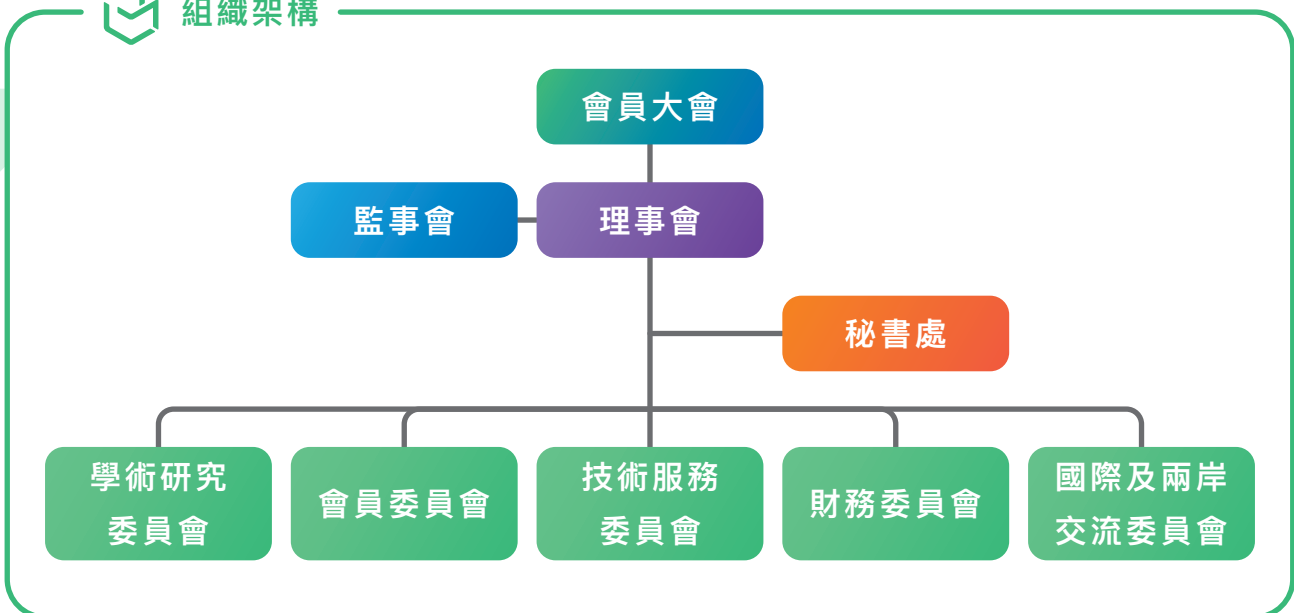 組織架構
會員大會
監事會
理事會
秘書處
學術研究
委員會
會員委員會
技術服務
委員會
財務委員會
國際及兩岸
交流委員會